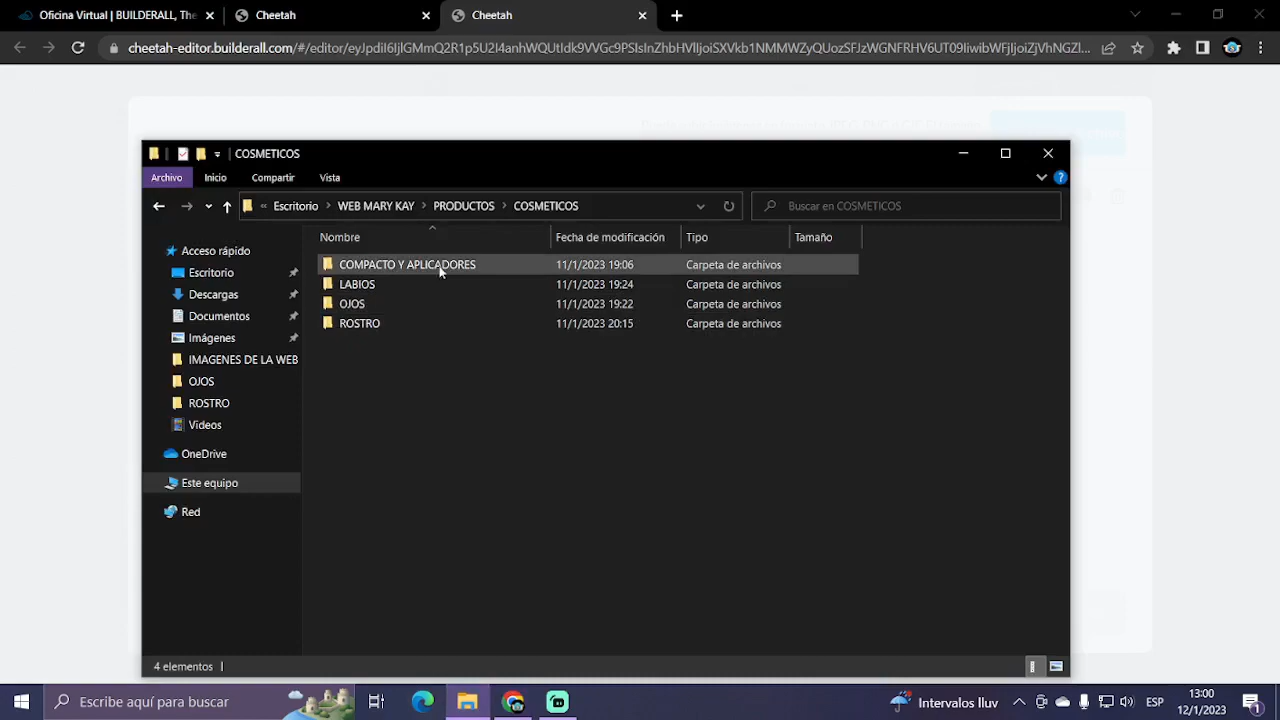 Oficina Virtual | BUILDERALL, The
Cheetah
Cheetah
cheetah-editor.builderall.com/#/editor/
COSMETICOS
Archivo
Inicio
Compartir
Vista
« Escritorio > WEB MARY KAY > PRODUCTOS > COSMETICOS
Buscar en COSMETICOS
Nombre
Fecha de modificación
Tipo
Tamaño
COMPACTO Y APLICADORES 11/1/2023 19:06 Carpeta de archivos
LABIOS 11/1/2023 19:24 Carpeta de archivos
OJOS 11/1/2023 19:22 Carpeta de archivos
ROSTRO 11/1/2023 20:15 Carpeta de archivos
Acceso rápido
Escritorio
Descargas
Documentos
Imágenes
IMAGENES DE LA WEB
OJOS
ROSTRO
Videos
OneDrive
Este equipo
Red
4 elementos
Escribe aquí para buscar
Intervalos lluv
ESP
13:00
12/1/2023
1